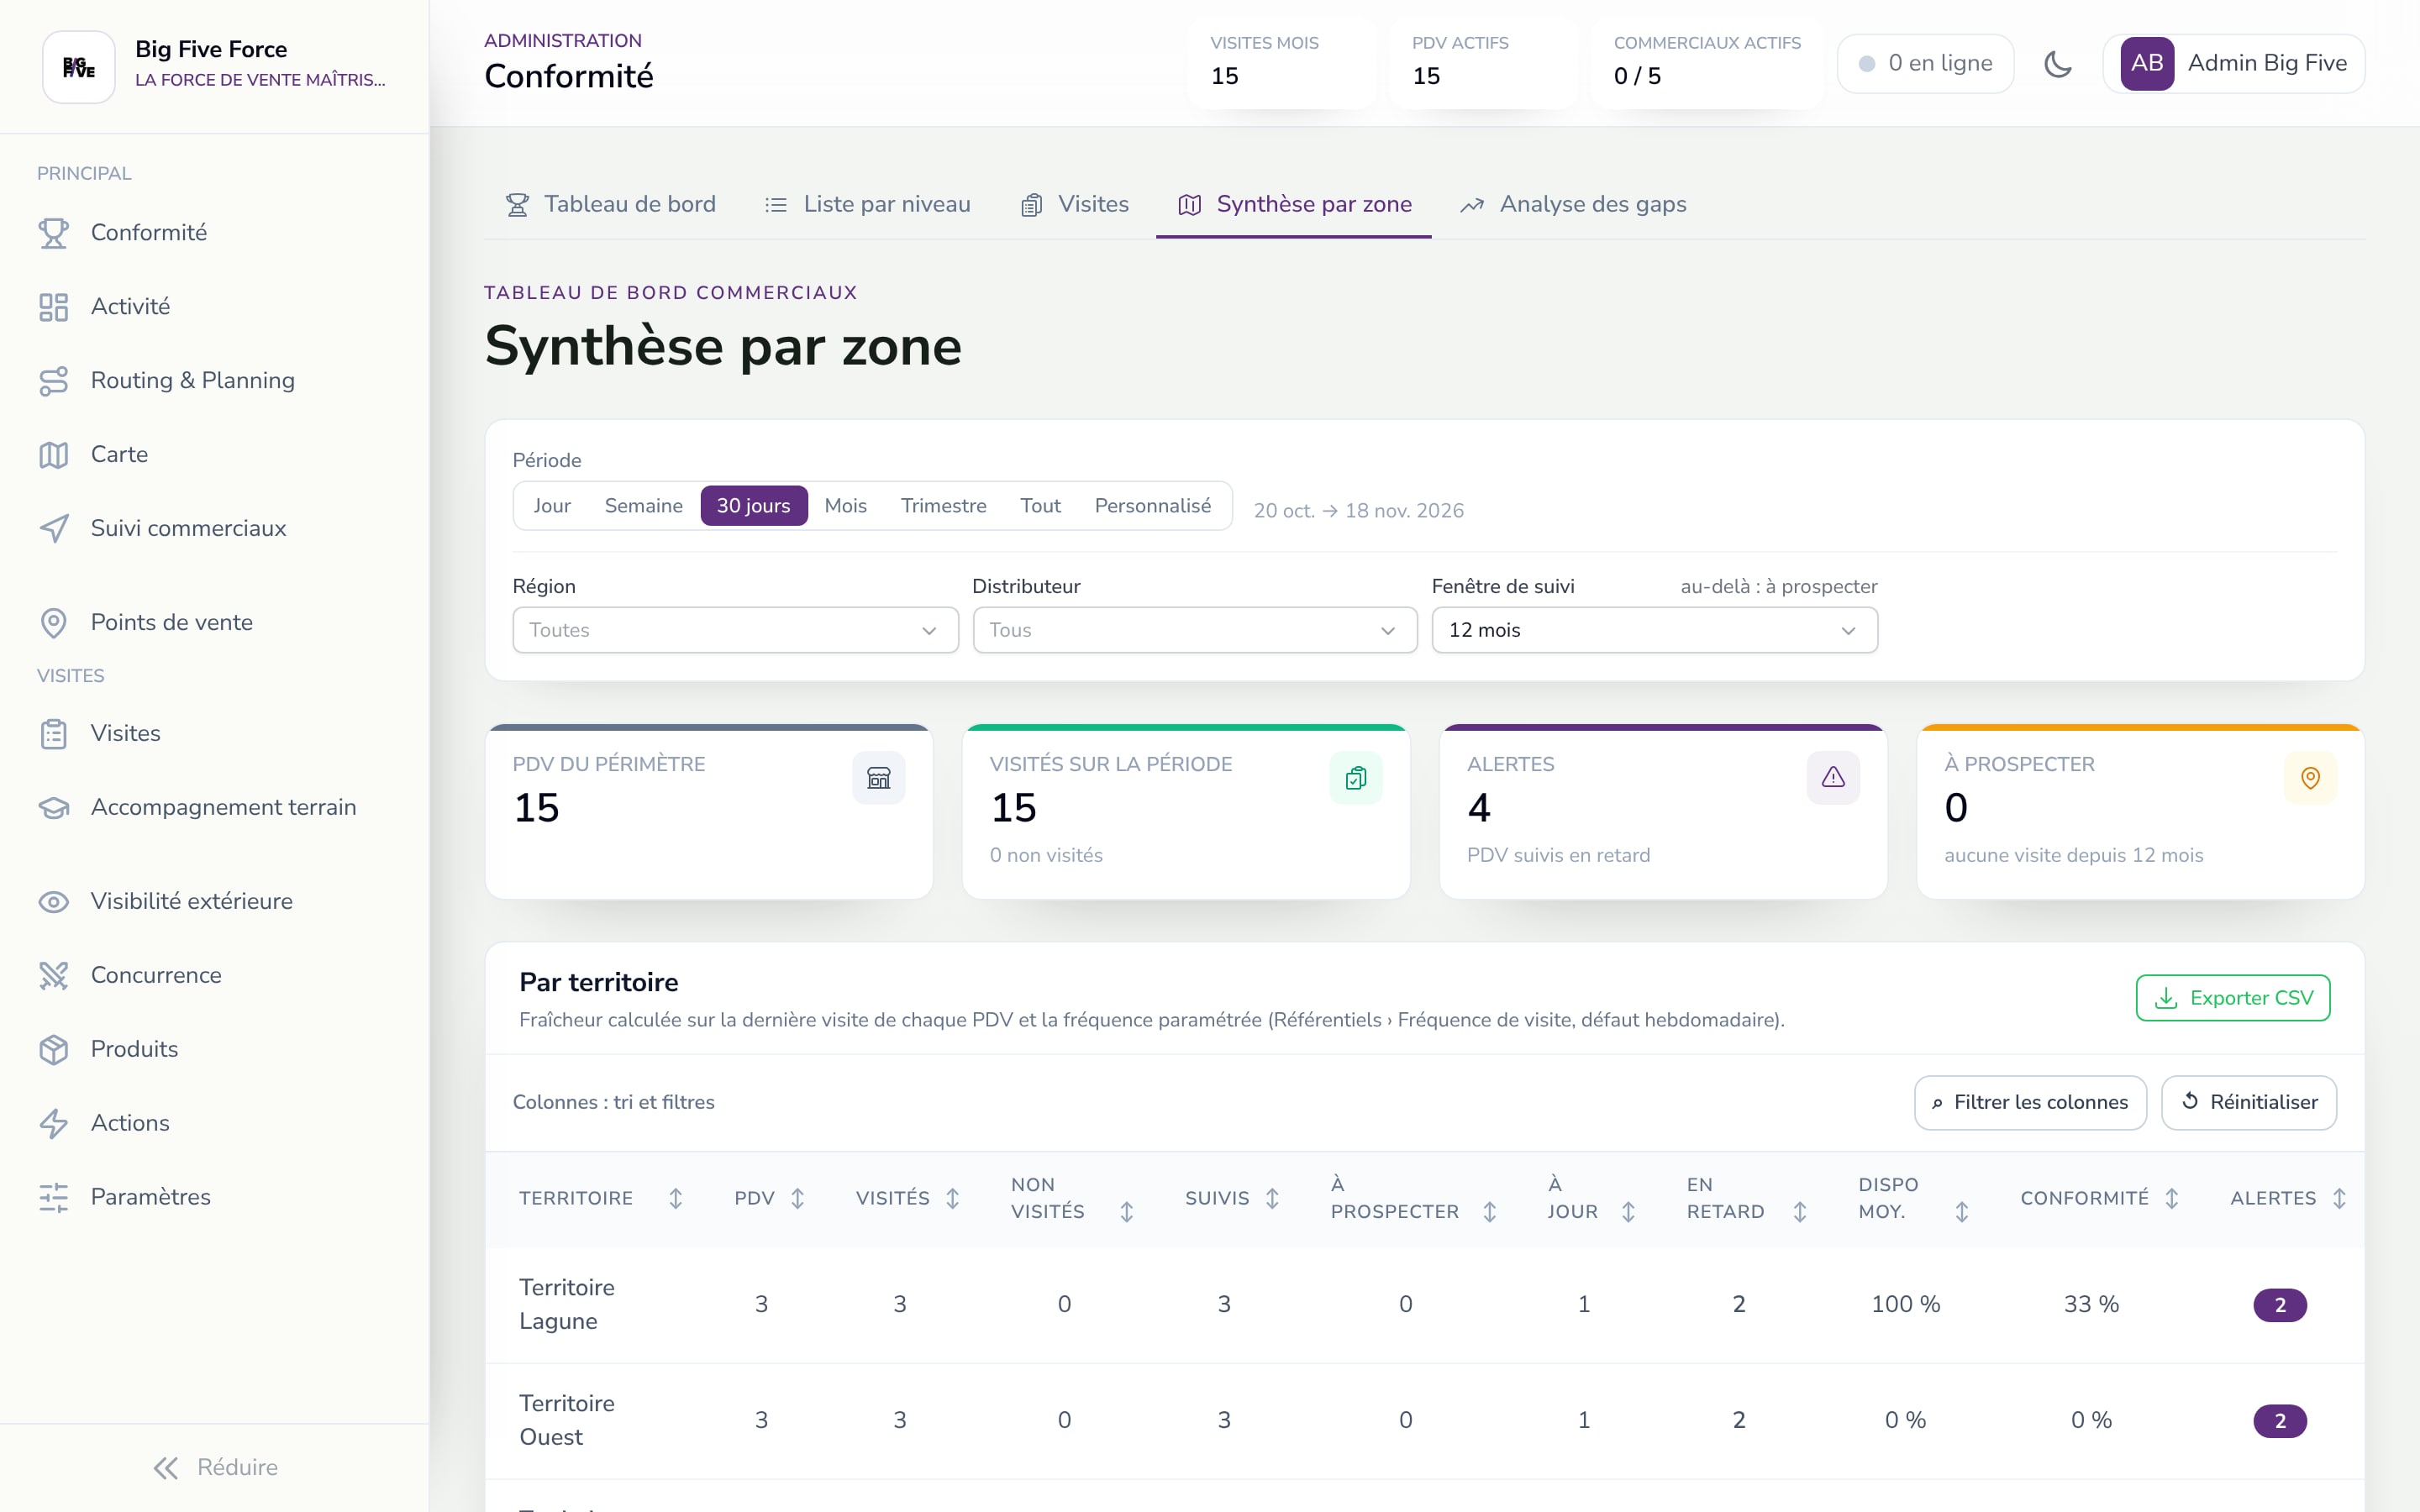 BIG
FIVE
Big Five Force
LA FORCE DE VENTE MAÎTRIS...
PRINCIPAL
Conformité
Activité
Routing & Planning
Carte
Suivi commerciaux
Points de vente
VISITES
Visites
Accompagnement terrain
Visibilité extérieure
Concurrence
Produits
Actions
Paramètres
Réduire
ADMINISTRATION
Conformité
VISITES MOIS
15
PDV ACTIFS
15
COMMERCIAUX ACTIFS
0 / 5
0 en ligne
AB Admin Big Five
Tableau de bord Liste par niveau Visites Synthèse par zone Analyse des gaps
TABLEAU DE BORD COMMERCIAUX
Synthèse par zone
Période
Jour Semaine 30 jours Mois Trimestre Tout Personnalisé 20 oct. → 18 nov. 2026
Région
Toutes
Distributeur
Tous
Fenêtre de suivi au-delà : à prospecter
12 mois
PDV DU PÉRIMÈTRE
15
VISITÉS SUR LA PÉRIODE
15
0 non visités
ALERTES
4
PDV suivis en retard
À PROSPECTER
0
aucune visite depuis 12 mois
Par territoire
Fraîcheur calculée sur la dernière visite de chaque PDV et la fréquence paramétrée (Référentiels › Fréquence de visite, défaut hebdomadaire).
Exporter CSV
Colonnes : tri et filtres
Filtrer les colonnes
Réinitialiser
TERRITOIRE PDV VISITÉS NON VISITÉS SUIVIS À PROSPECTER À JOUR EN RETARD DISPO MOY. CONFORMITÉ ALERTES
Territoire Lagune 3 3 0 3 0 1 2 100 % 33 % 2
Territoire Ouest 3 3 0 3 0 1 2 0 % 0 % 2